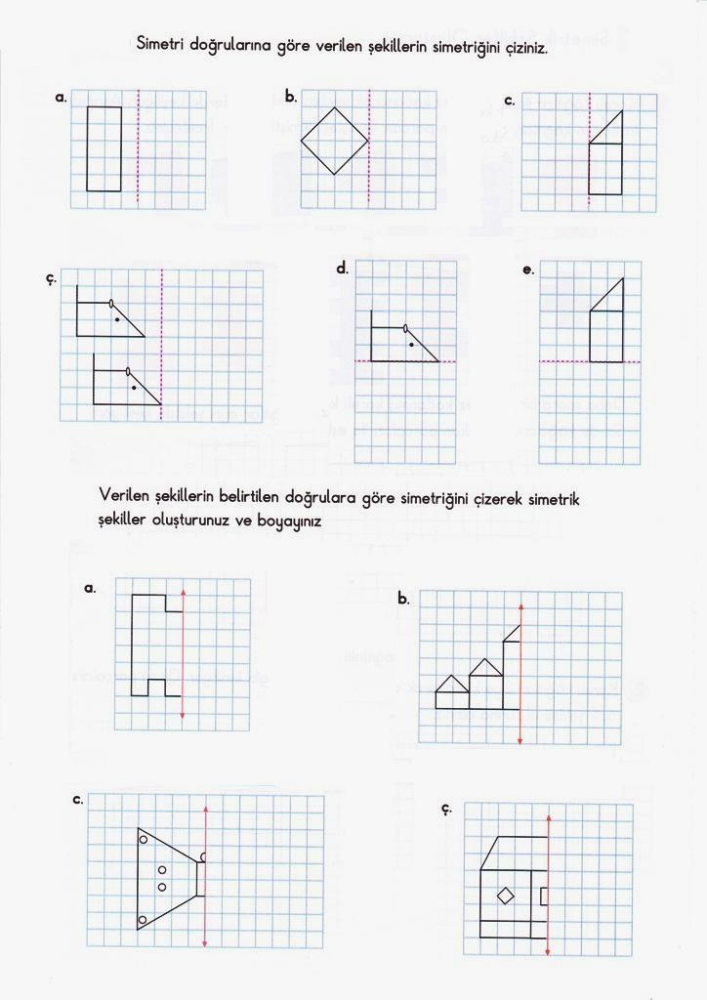 Simetri doğrularına göre verilen şekillerin simetriğini çiziniz.
a.
b.
c.
ç.
d.
e.
Verilen şekillerin belirtilen doğrulara göre simetriğini çizerek simetrik
şekiller oluşturunuz ve boyayınız
a.
b.
c.
ç.